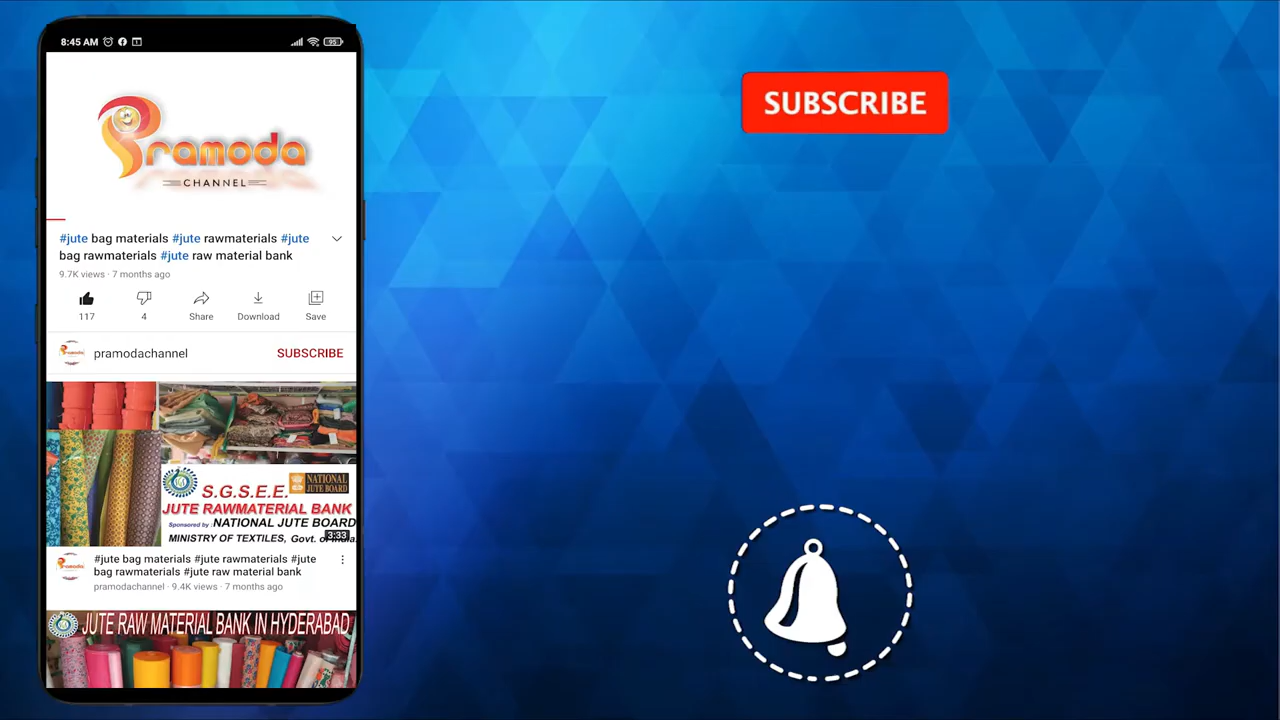 8:45 AM
95
Pramoda
CHANNEL
#jute bag materials #jute rawmaterials #jute
bag rawmaterials #jute raw material bank
9.7K views · 7 months ago
117
4
Share
Download
Save
pramodachannel
SUBSCRIBE
S.G.S.E.E.
NATIONAL
JUTE BOARD
JUTE RAWMATERIAL BANK
Sponsored by : NATIONAL JUTE BOARD
MINISTRY OF TEXTILES, Govt. of India.
3:33
#jute bag materials #jute rawmaterials #jute
bag rawmaterials #jute raw material bank
pramodachannel · 9.4K views · 7 months ago
JUTE RAW MATERIAL BANK IN HYDERABAD
SUBSCRIBE